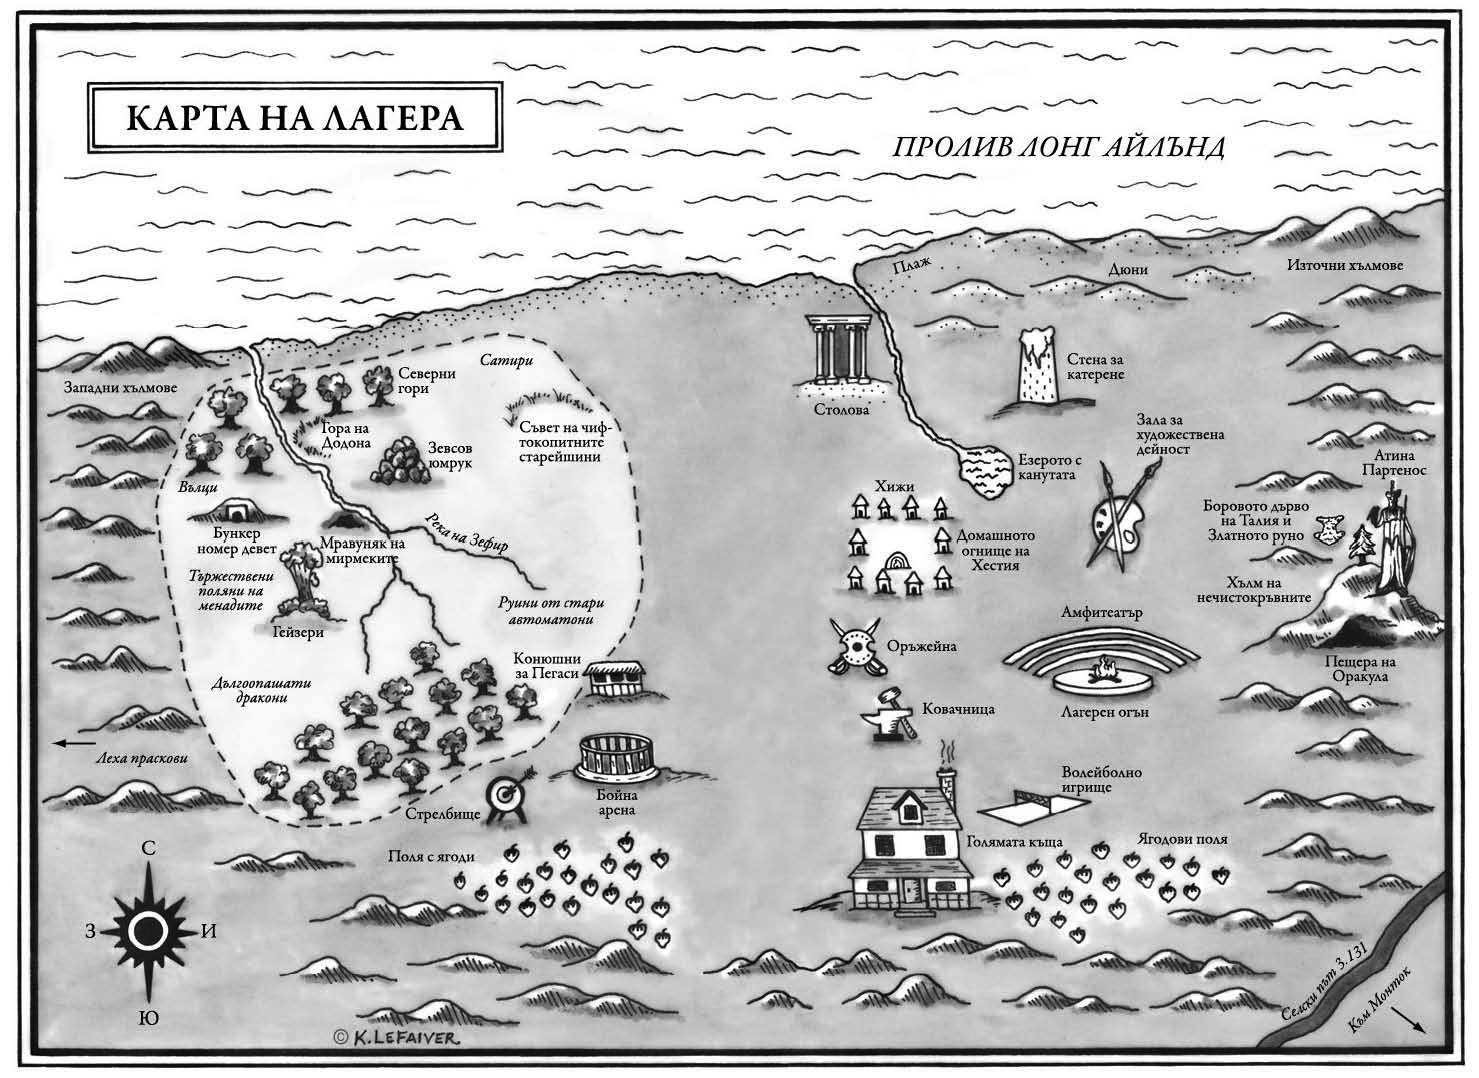 КАРТА НА ЛАГЕРА
ПРОЛИВ ЛОНГ АЙЛЪНД
Плаж
Дюни
Източни хълмове
Западни хълмове
Северни
гори
Сатири
Гора на
Додона
Зевсов
юмрук
Съвет на чиф-
токопитните
старейшини
Столова
Стена за
катерене
Зала за
художествена
дейност
Атина
Партенос
Езерото с
канутата
Вълци
Бункер
номер девет
Мравуняк на
мирмеките
Река на Зефир
Хижи
Домашното
огнище на
Хестия
Боровото дърво
на Талия и
Златното руно
Хълм на
нечистокръвните
Тържествени
поляни на
менадите
Гейзери
Руини от стари
автоматони
Амфитеатър
Оръжейна
Пещера на
Оракула
Конюшни
за Пегаси
Дългоопашати
дракони
Лагерен огън
Ковачница
Леха праскови
Стрелбище
Бойна
арена
Волейболно
игрище
Голямата къща
Ягодови поля
Поля с ягоди
С
З
И
Ю
Селски път 3.131
Към Монток
© K. LEFAIVER